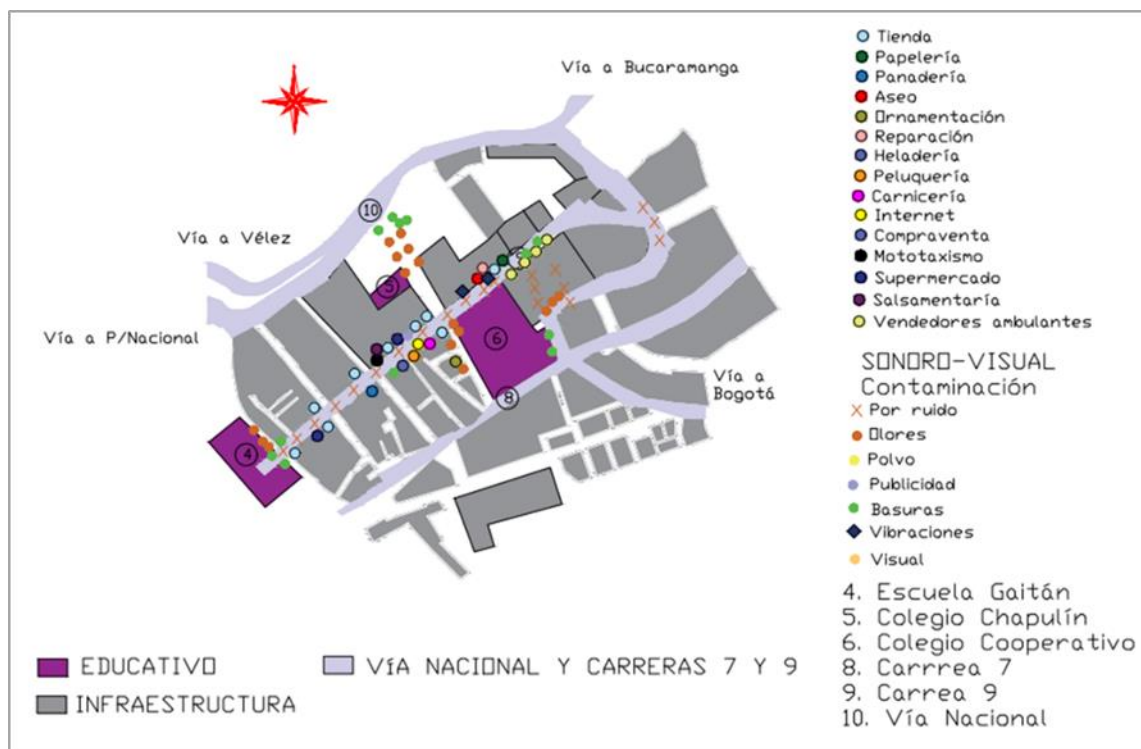 Vía a Bucaramanga
Vía a Vélez
Vía a P/Nacional
Vía a
Bogotá
10
5
6
8
4
Tienda
Papelería
Panadería
Aseo
Ornamentación
Reparación
Heladería
Peluquería
Carnicería
Internet
Compraventa
Mototaxismo
Supermercado
Salsamentaría
Vendedores ambulantes
SONORO-VISUAL
Contaminación
Por ruido
Olores
Polvo
Publicidad
Basuras
Vibraciones
Visual
4. Escuela Gaitán
5. Colegio Chapulín
6. Colegio Cooperativo
8. Carrrea 7
9. Carrea 9
10. Vía Nacional
EDUCATIVO
VÍA NACIONAL Y CARRERAS 7 Y 9
INFRAESTRUCTURA